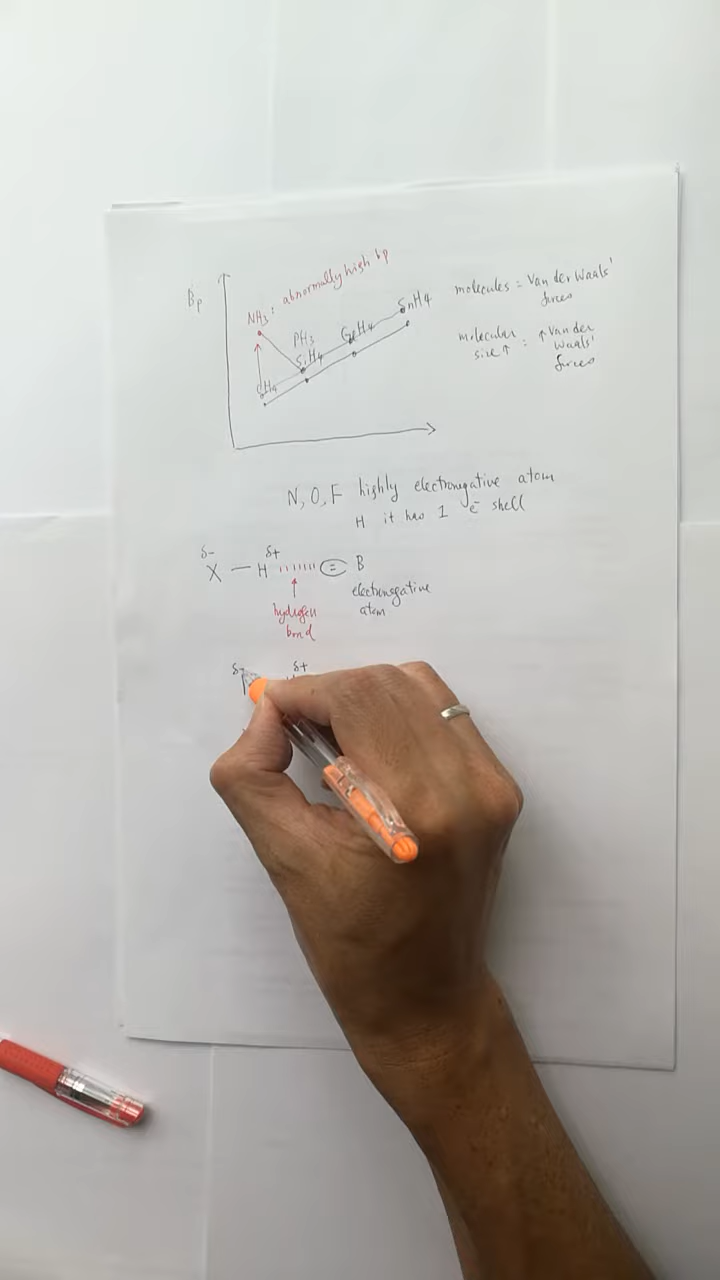 Bp
NH3: abnormally high bp
PH3
SiH4
GeH4
SnH4
CH4
molecules = Van der Waals'
forces
molecular
size ↑ : ↑ Van der
Waals'
forces
N, O, F highly electronegative atom
H it has 1 e⁻ shell
δ- δ+
X — H ııııııı = B
electronegative
atom
hydrogen
bond
δ- δ+